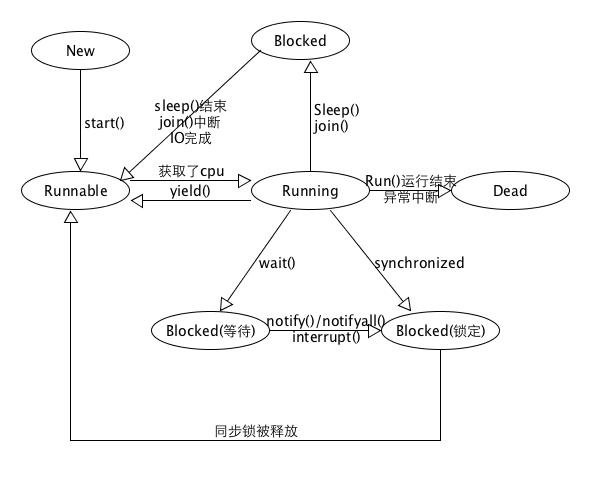 New
Blocked
sleep()结束
join()中断
IO完成
start()
Sleep()
join()
获取了cpu
Runnable
yield()
Running
Run()运行结束
异常中断
Dead
wait()
synchronized
Blocked(等待)
notify()/notifyall()
interrupt()
Blocked(锁定)
同步锁被释放